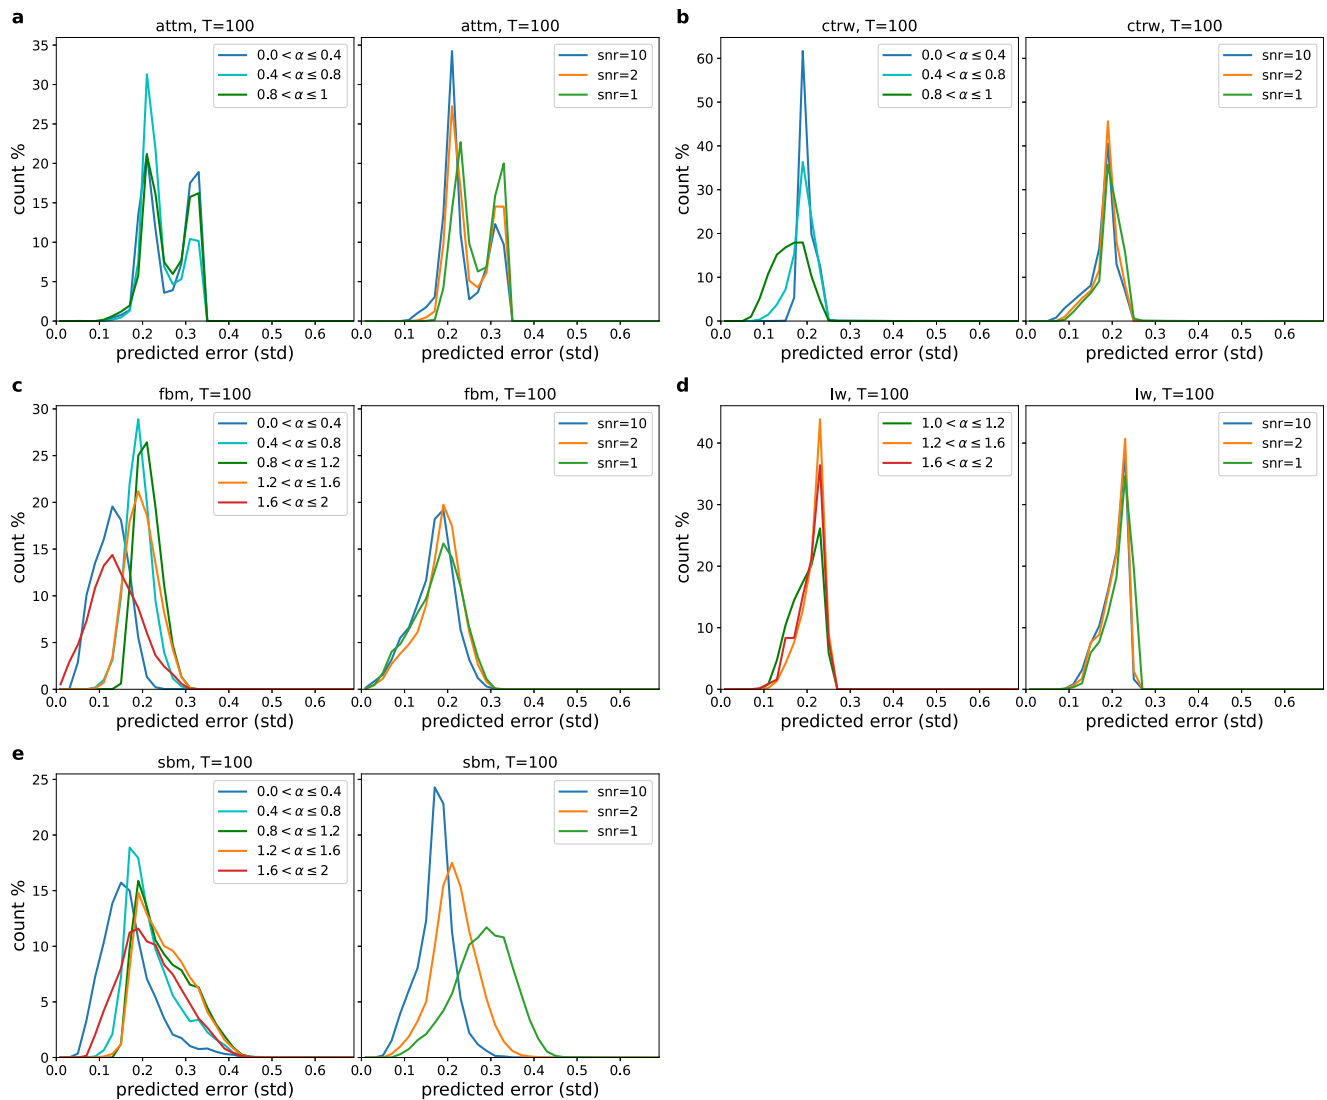 a
attm, T=100
count %
35
30
25
20
15
10
5
0
0.0 < α ≤ 0.4
0.4 < α ≤ 0.8
0.8 < α ≤ 1
0.0 0.1 0.2 0.3 0.4 0.5 0.6
predicted error (std)
attm, T=100
snr=10
snr=2
snr=1
0.0 0.1 0.2 0.3 0.4 0.5 0.6
predicted error (std)
b
ctrw, T=100
count %
60
50
40
30
20
10
0
0.0 < α ≤ 0.4
0.4 < α ≤ 0.8
0.8 < α ≤ 1
0.0 0.1 0.2 0.3 0.4 0.5 0.6
predicted error (std)
ctrw, T=100
snr=10
snr=2
snr=1
0.0 0.1 0.2 0.3 0.4 0.5 0.6
predicted error (std)
c
fbm, T=100
count %
30
25
20
15
10
5
0
0.0 < α ≤ 0.4
0.4 < α ≤ 0.8
0.8 < α ≤ 1.2
1.2 < α ≤ 1.6
1.6 < α ≤ 2
0.0 0.1 0.2 0.3 0.4 0.5 0.6
predicted error (std)
fbm, T=100
snr=10
snr=2
snr=1
0.0 0.1 0.2 0.3 0.4 0.5 0.6
predicted error (std)
d
lw, T=100
count %
40
30
20
10
0
1.0 < α ≤ 1.2
1.2 < α ≤ 1.6
1.6 < α ≤ 2
0.0 0.1 0.2 0.3 0.4 0.5 0.6
predicted error (std)
lw, T=100
snr=10
snr=2
snr=1
0.0 0.1 0.2 0.3 0.4 0.5 0.6
predicted error (std)
e
sbm, T=100
count %
25
20
15
10
5
0
0.0 < α ≤ 0.4
0.4 < α ≤ 0.8
0.8 < α ≤ 1.2
1.2 < α ≤ 1.6
1.6 < α ≤ 2
0.0 0.1 0.2 0.3 0.4 0.5 0.6
predicted error (std)
sbm, T=100
snr=10
snr=2
snr=1
0.0 0.1 0.2 0.3 0.4 0.5 0.6
predicted error (std)